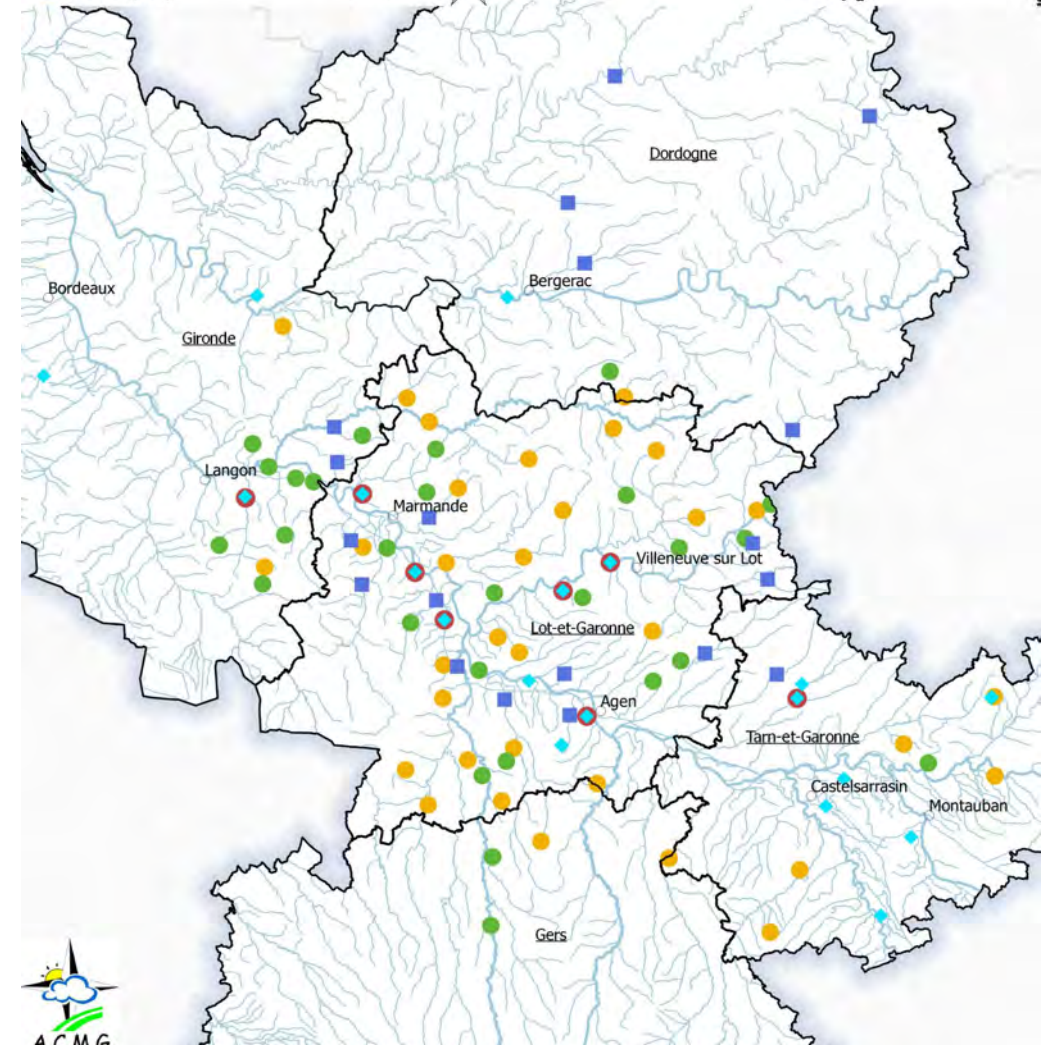 Dordogne
Bergerac
Bordeaux
Gironde
Langon
Marmande
Villeneuve sur Lot
Lot-et-Garonne
Agen
Tarn-et-Garonne
Castelsarrasin
Montauban
Gers
A.C.M.G